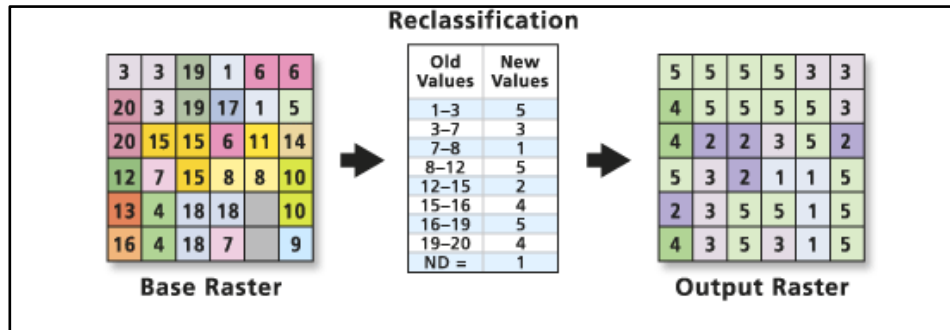 Reclassification
3 3 19 1 6 6
20 3 19 17 1 5
20 15 15 6 11 14
12 7 15 8 8 10
13 4 18 18 10
16 4 18 7 9
Base Raster
Old Values New Values
1–3 5
3–7 3
7–8 1
8–12 5
12–15 2
15–16 4
16–19 5
19–20 4
ND = 1
5 5 5 5 3 3
4 5 5 5 5 3
4 2 2 3 5 2
5 3 2 1 1 5
2 3 5 5 1 5
4 3 5 3 1 5
Output Raster